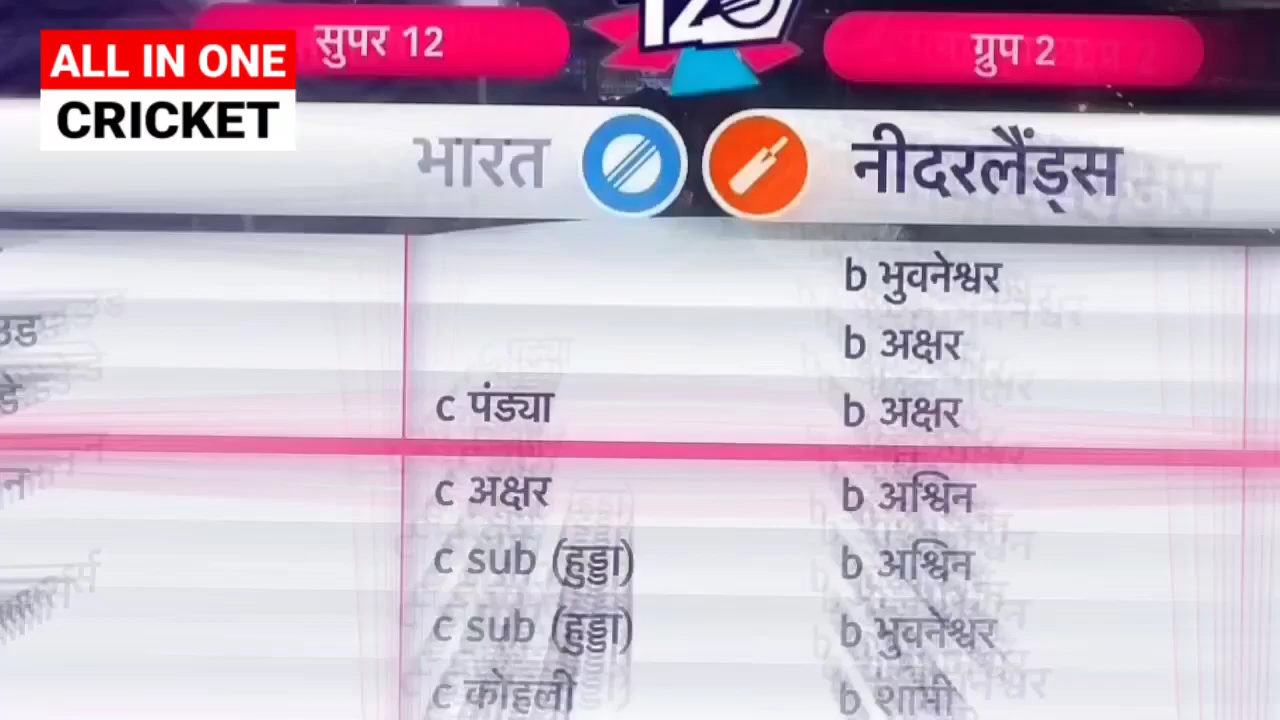 ALL IN ONE
CRICKET
सुपर 12
T20
ग्रुप 2
भारत
नीदरलैंड्स
b भुवनेश्वर
b अक्षर
c पंड्या b अक्षर
c अक्षर b अश्विन
c sub (हुड्डा) b अश्विन
c sub (हुड्डा) b भुवनेश्वर
c कोहली b शामी